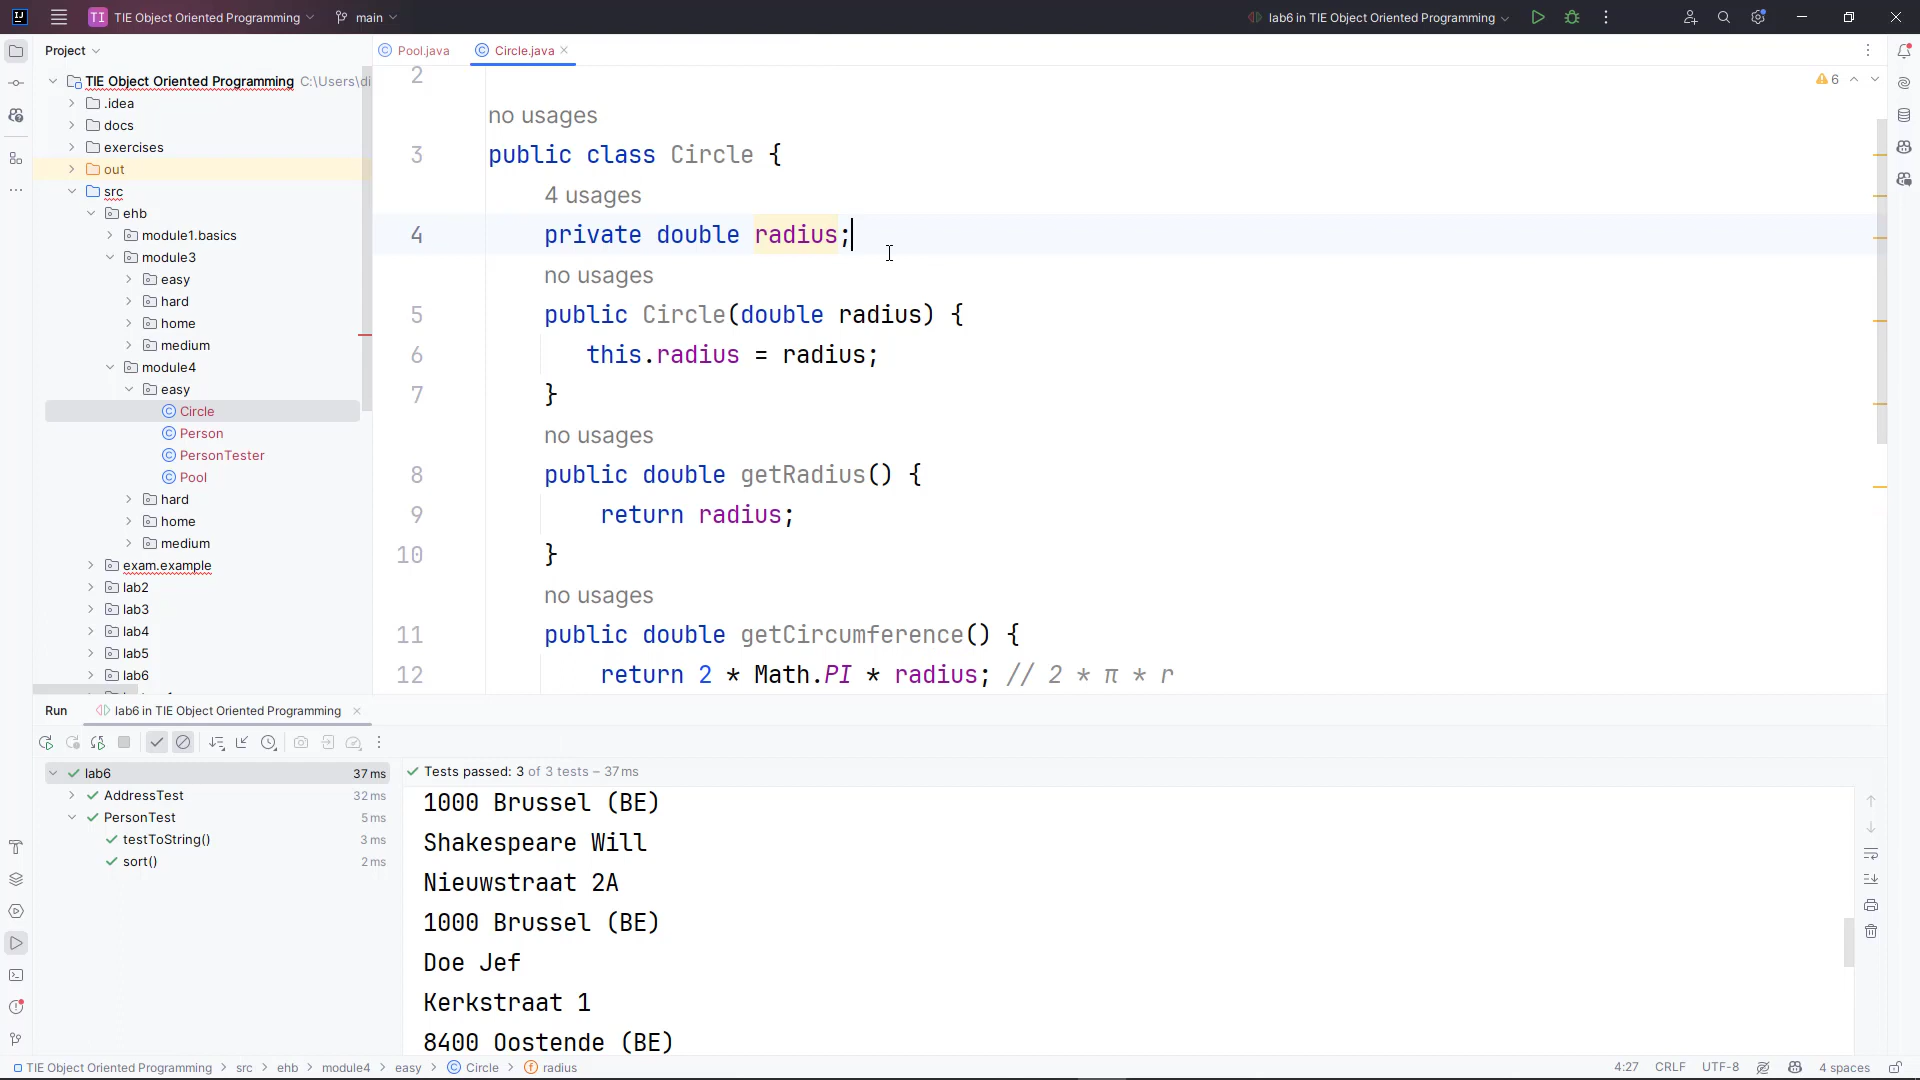 TI TIE Object Oriented Programming main lab6 in TIE Object Oriented Programming
Project
TIE Object Oriented Programming C:\Users\di
.idea
docs
exercises
out
src
ehb
module1.basics
module3
easy
hard
home
medium
module4
easy
Circle
Person
PersonTester
Pool
hard
home
medium
exam.example
lab2
lab3
lab4
lab5
lab6
Pool.java Circle.java
6
2
no usages
3 public class Circle {
4 usages
4 private double radius;
no usages
5 public Circle(double radius) {
6 this.radius = radius;
7 }
no usages
8 public double getRadius() {
9 return radius;
10 }
no usages
11 public double getCircumference() {
12 return 2 * Math.PI * radius; // 2 * π * r
Run lab6 in TIE Object Oriented Programming
lab6 37 ms
AddressTest 32 ms
PersonTest 5 ms
testToString() 3 ms
sort() 2 ms
Tests passed: 3 of 3 tests – 37 ms
1000 Brussel (BE)
Shakespeare Will
Nieuwstraat 2A
1000 Brussel (BE)
Doe Jef
Kerkstraat 1
8400 Oostende (BE)
TIE Object Oriented Programming > src > ehb > module4 > easy > Circle > radius 4:27 CRLF UTF-8 4 spaces